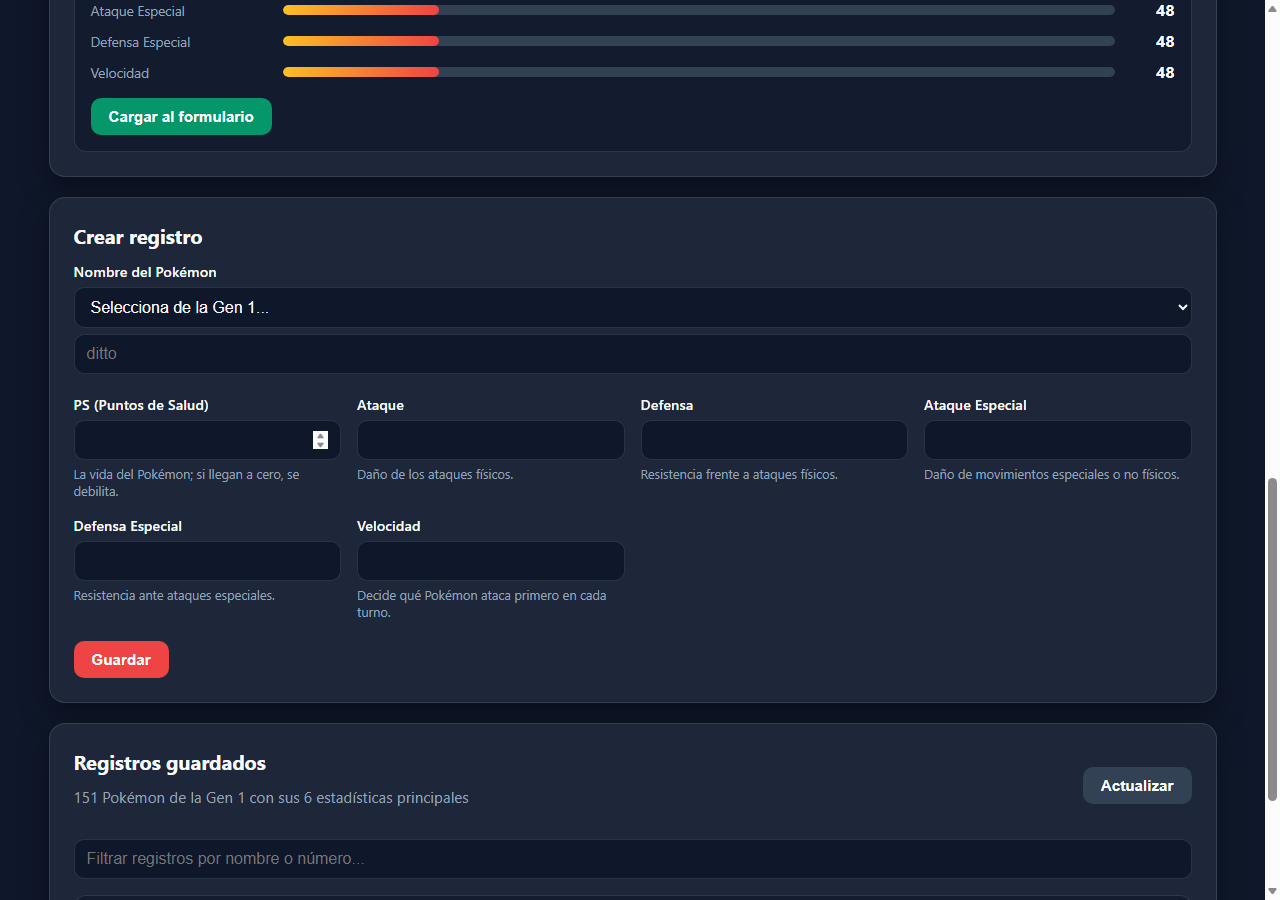 Ataque Especial 48
Defensa Especial 48
Velocidad 48
Cargar al formulario
Crear registro
Nombre del Pokémon
Selecciona de la Gen 1...
ditto
PS (Puntos de Salud) Ataque Defensa Ataque Especial
La vida del Pokémon; si llegan a cero, se
debilita.
Daño de los ataques físicos.
Resistencia frente a ataques físicos.
Daño de movimientos especiales o no físicos.
Defensa Especial Velocidad
Resistencia ante ataques especiales.
Decide qué Pokémon ataca primero en cada
turno.
Guardar
Registros guardados
151 Pokémon de la Gen 1 con sus 6 estadísticas principales
Actualizar
Filtrar registros por nombre o número...